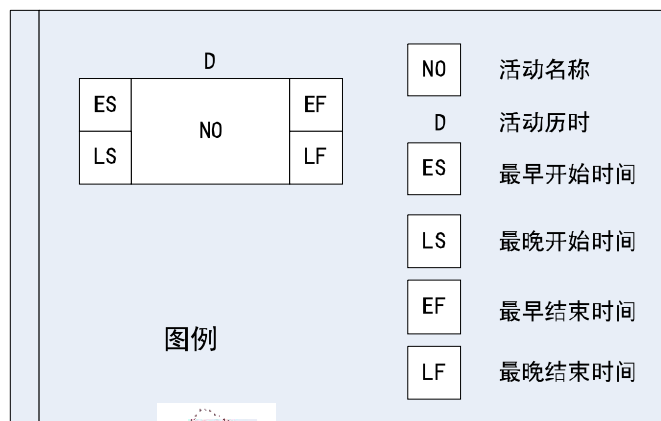 D
ES
NO
EF
LS
LF
图例
NO 活动名称
D 活动历时
ES 最早开始时间
LS 最晚开始时间
EF 最早结束时间
LF 最晚结束时间